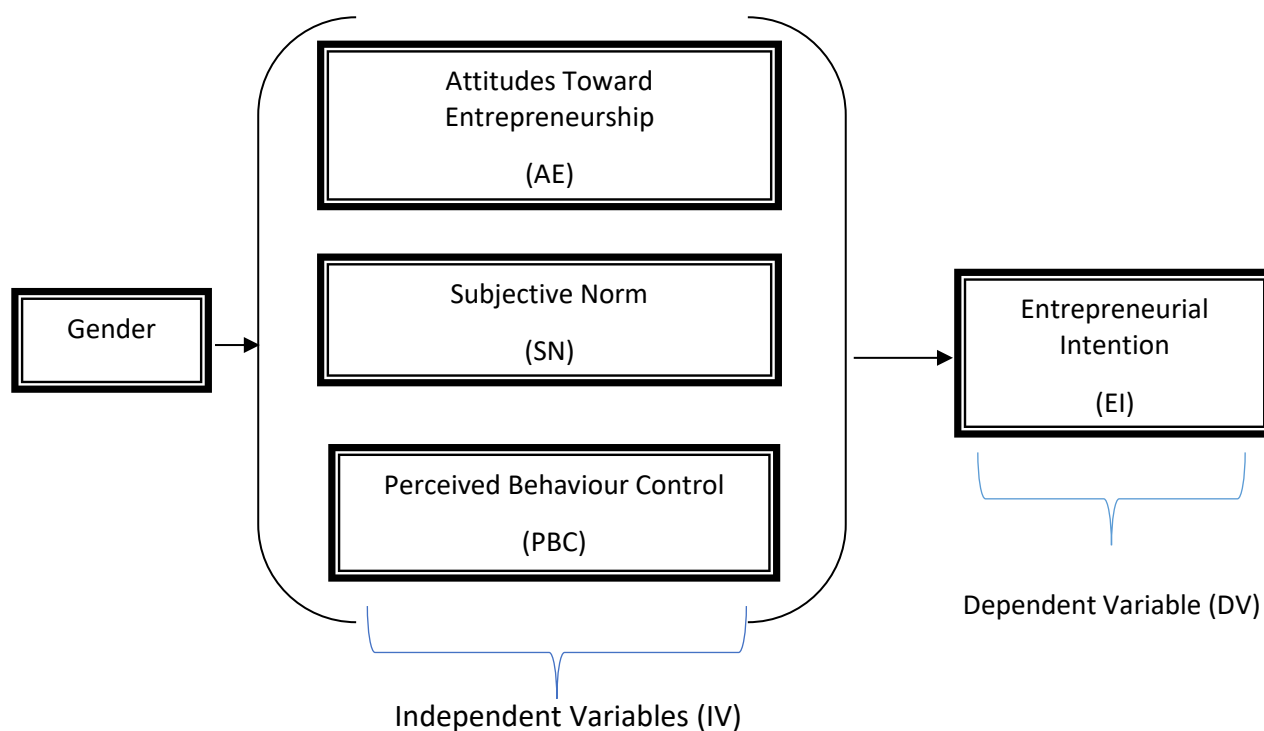 Attitudes Toward
Entrepreneurship
(AE)
Gender
Subjective Norm
(SN)
Entrepreneurial
Intention
(EI)
Perceived Behaviour Control
(PBC)
Dependent Variable (DV)
Independent Variables (IV)